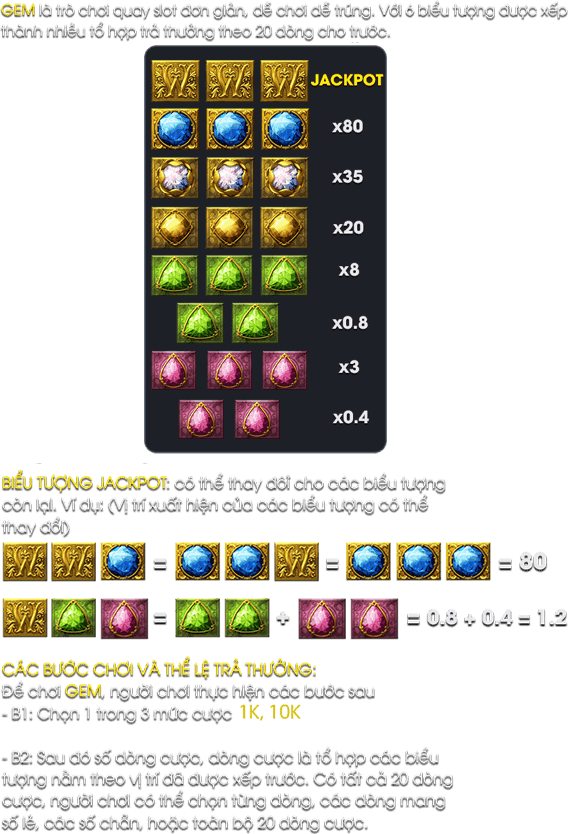 GEM là trò chơi quay slot đơn giản, dễ chơi dễ trúng. Với 6 biểu tượng được xếp
thành nhiều tổ hợp trả thưởng theo 20 dòng cho trước.
W W W JACKPOT
x80
x35
x20
x8
x0.8
x3
x0.4
BIỂU TƯỢNG JACKPOT: có thể thay đổi cho các biểu tượng
còn lại. Ví dụ: (Vị trí xuất hiện của các biểu tượng có thể
thay đổi)
W W = W = = 80
W = + = 0.8 + 0.4 = 1.2
CÁC BƯỚC CHƠI VÀ THỂ LỆ TRẢ THƯỞNG:
Để chơi GEM, người chơi thực hiện các bước sau
- B1: Chọn 1 trong 3 mức cược 1K, 10K
- B2: Sau đó số dòng cược, dòng cược là tổ hợp các biểu
tượng nằm theo vị trí đã được xếp trước. Có tất cả 20 dòng
cược, người chơi có thể chọn từng dòng, các dòng mang
số lẻ, các số chẵn, hoặc toàn bộ 20 dòng cược.